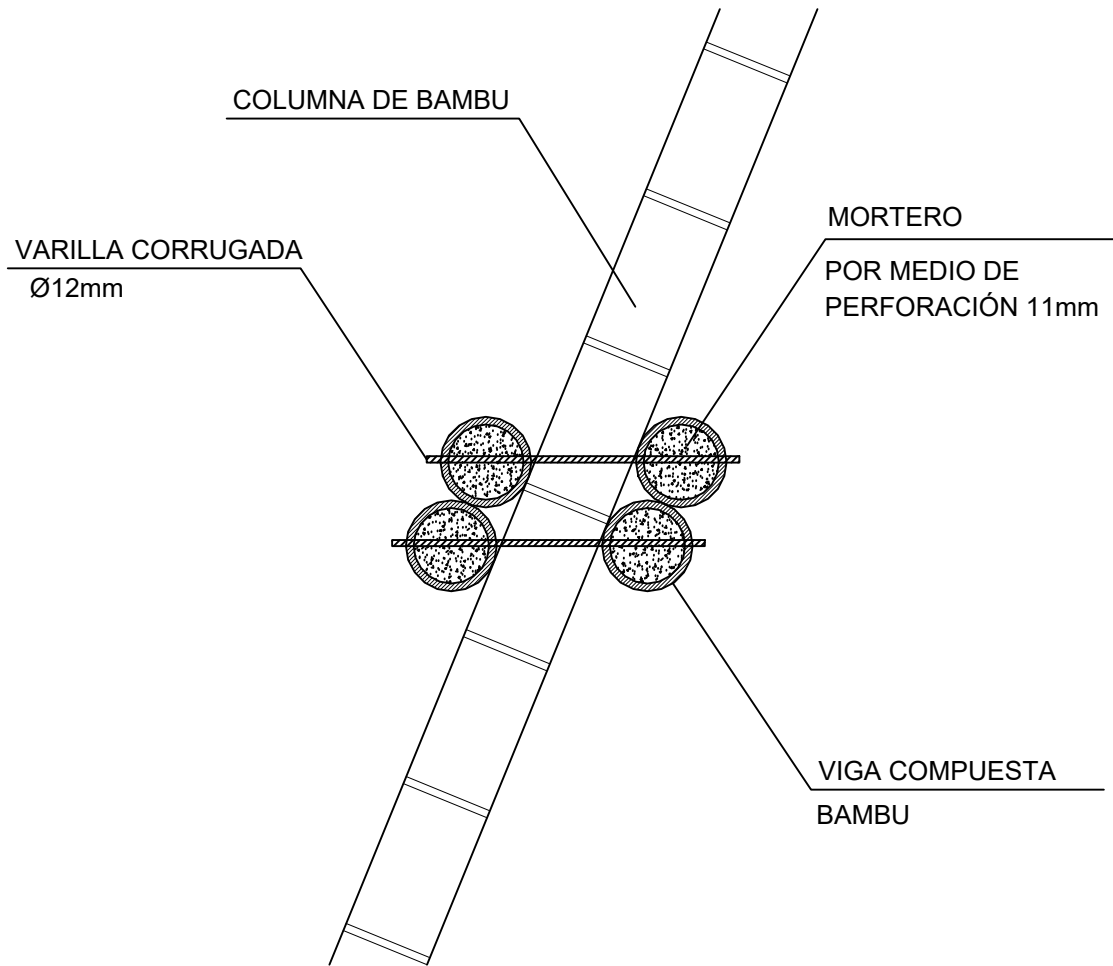 COLUMNA DE BAMBU
VARILLA CORRUGADA
Ø12mm
MORTERO
POR MEDIO DE
PERFORACIÓN 11mm
VIGA COMPUESTA
BAMBU